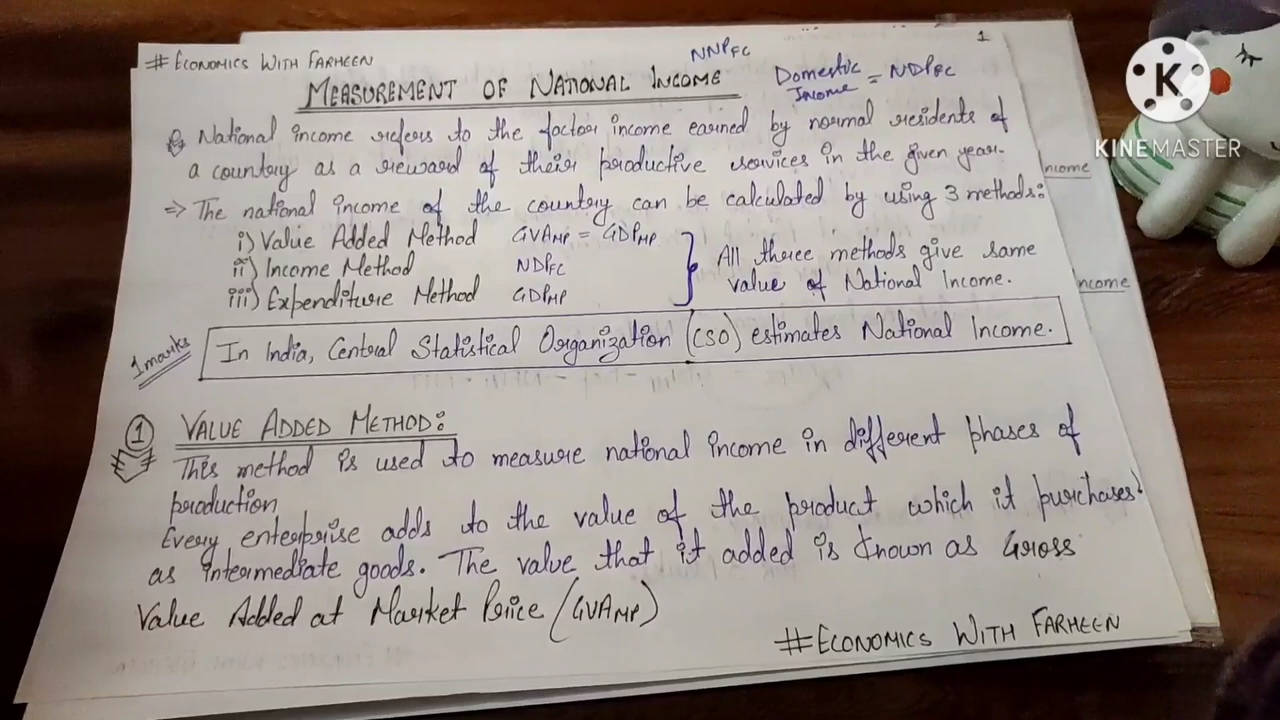 1
# ECONOMICS WITH FARHEEN
NNPFC
MEASUREMENT OF NATIONAL INCOME
Domestic Income = NDPFC
National income refers to the factor income earned by normal residents of
a country as a reward of their productive services in the given year.
⇒ The national income of the country can be calculated by using 3 methods:
i) Value Added Method GVAMP = GDPMP
ii) Income Method NDPFC
iii) Expenditure Method GDPMP
All three methods give same
value of National Income.
1marks
In India, Central Statistical Organization (CSO) estimates National Income.
1 VALUE ADDED METHOD:
This method is used to measure national income in different phases of
production
Every enterprise adds to the value of the product which it purchases
as intermediate goods. The value that it added is known as Gross
Value Added at Market Price (GVAMP)
# ECONOMICS WITH FARHEEN
ncome
ncome
K
KINEMASTER